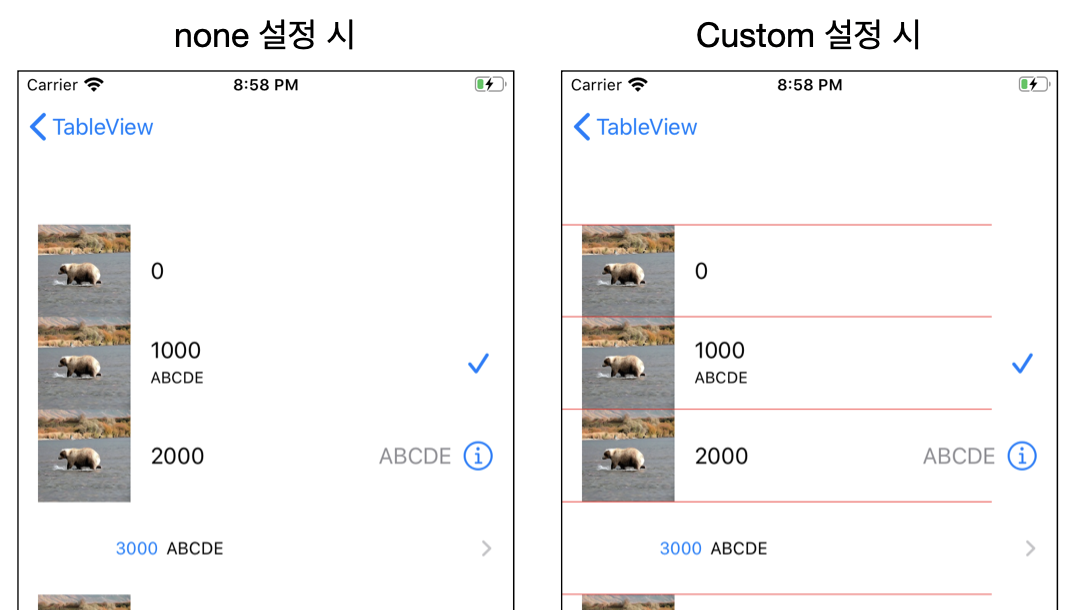 none 설정 시
Custom 설정 시
Carrier 8:58 PM
TableView
0
1000
ABCDE
2000 ABCDE
3000 ABCDE
Carrier 8:58 PM
TableView
0
1000
ABCDE
2000 ABCDE
3000 ABCDE